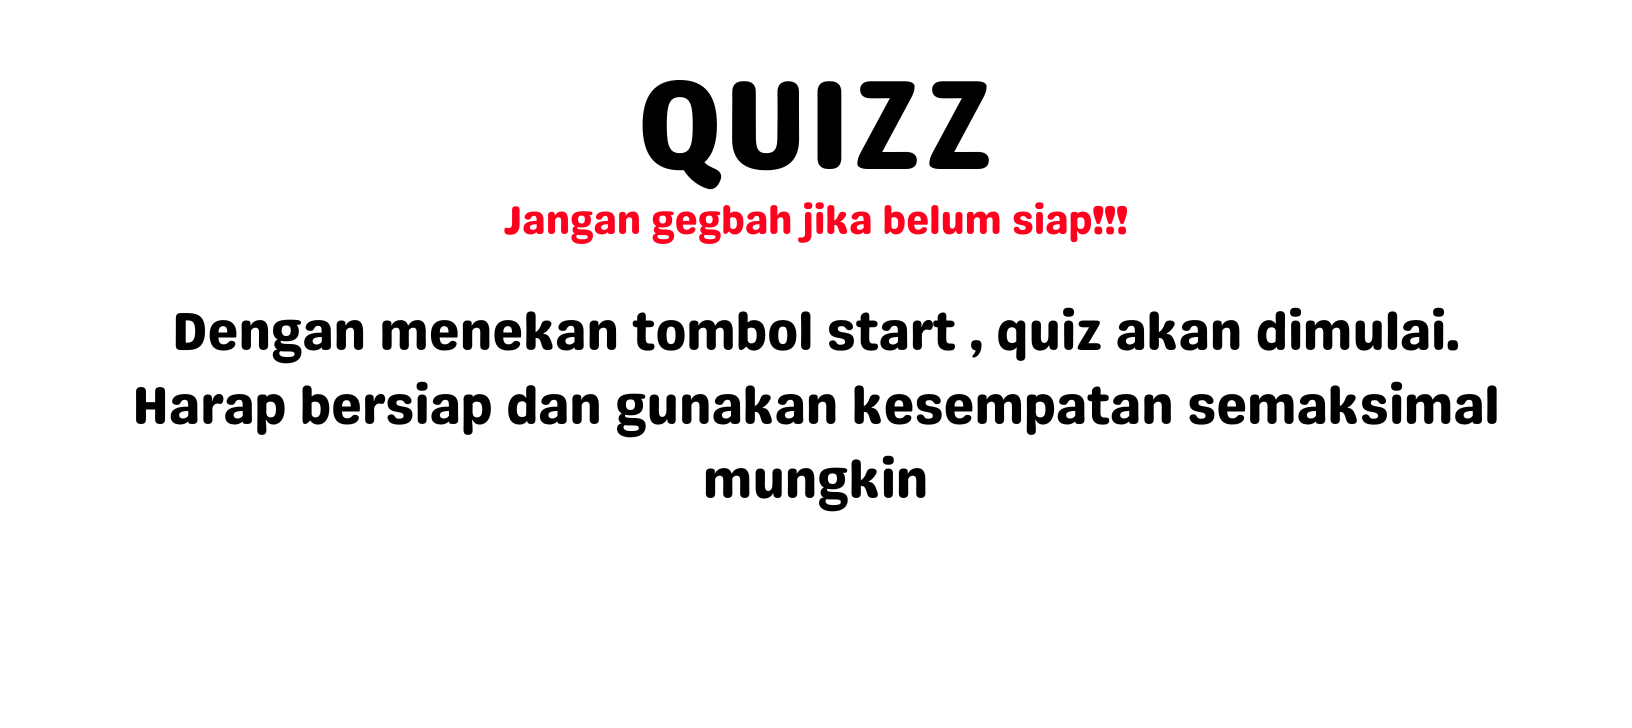 QUIZZ
Jangan gegbah jika belum siap!!!
Dengan menekan tombol start , quiz akan dimulai.
Harap bersiap dan gunakan kesempatan semaksimal
mungkin